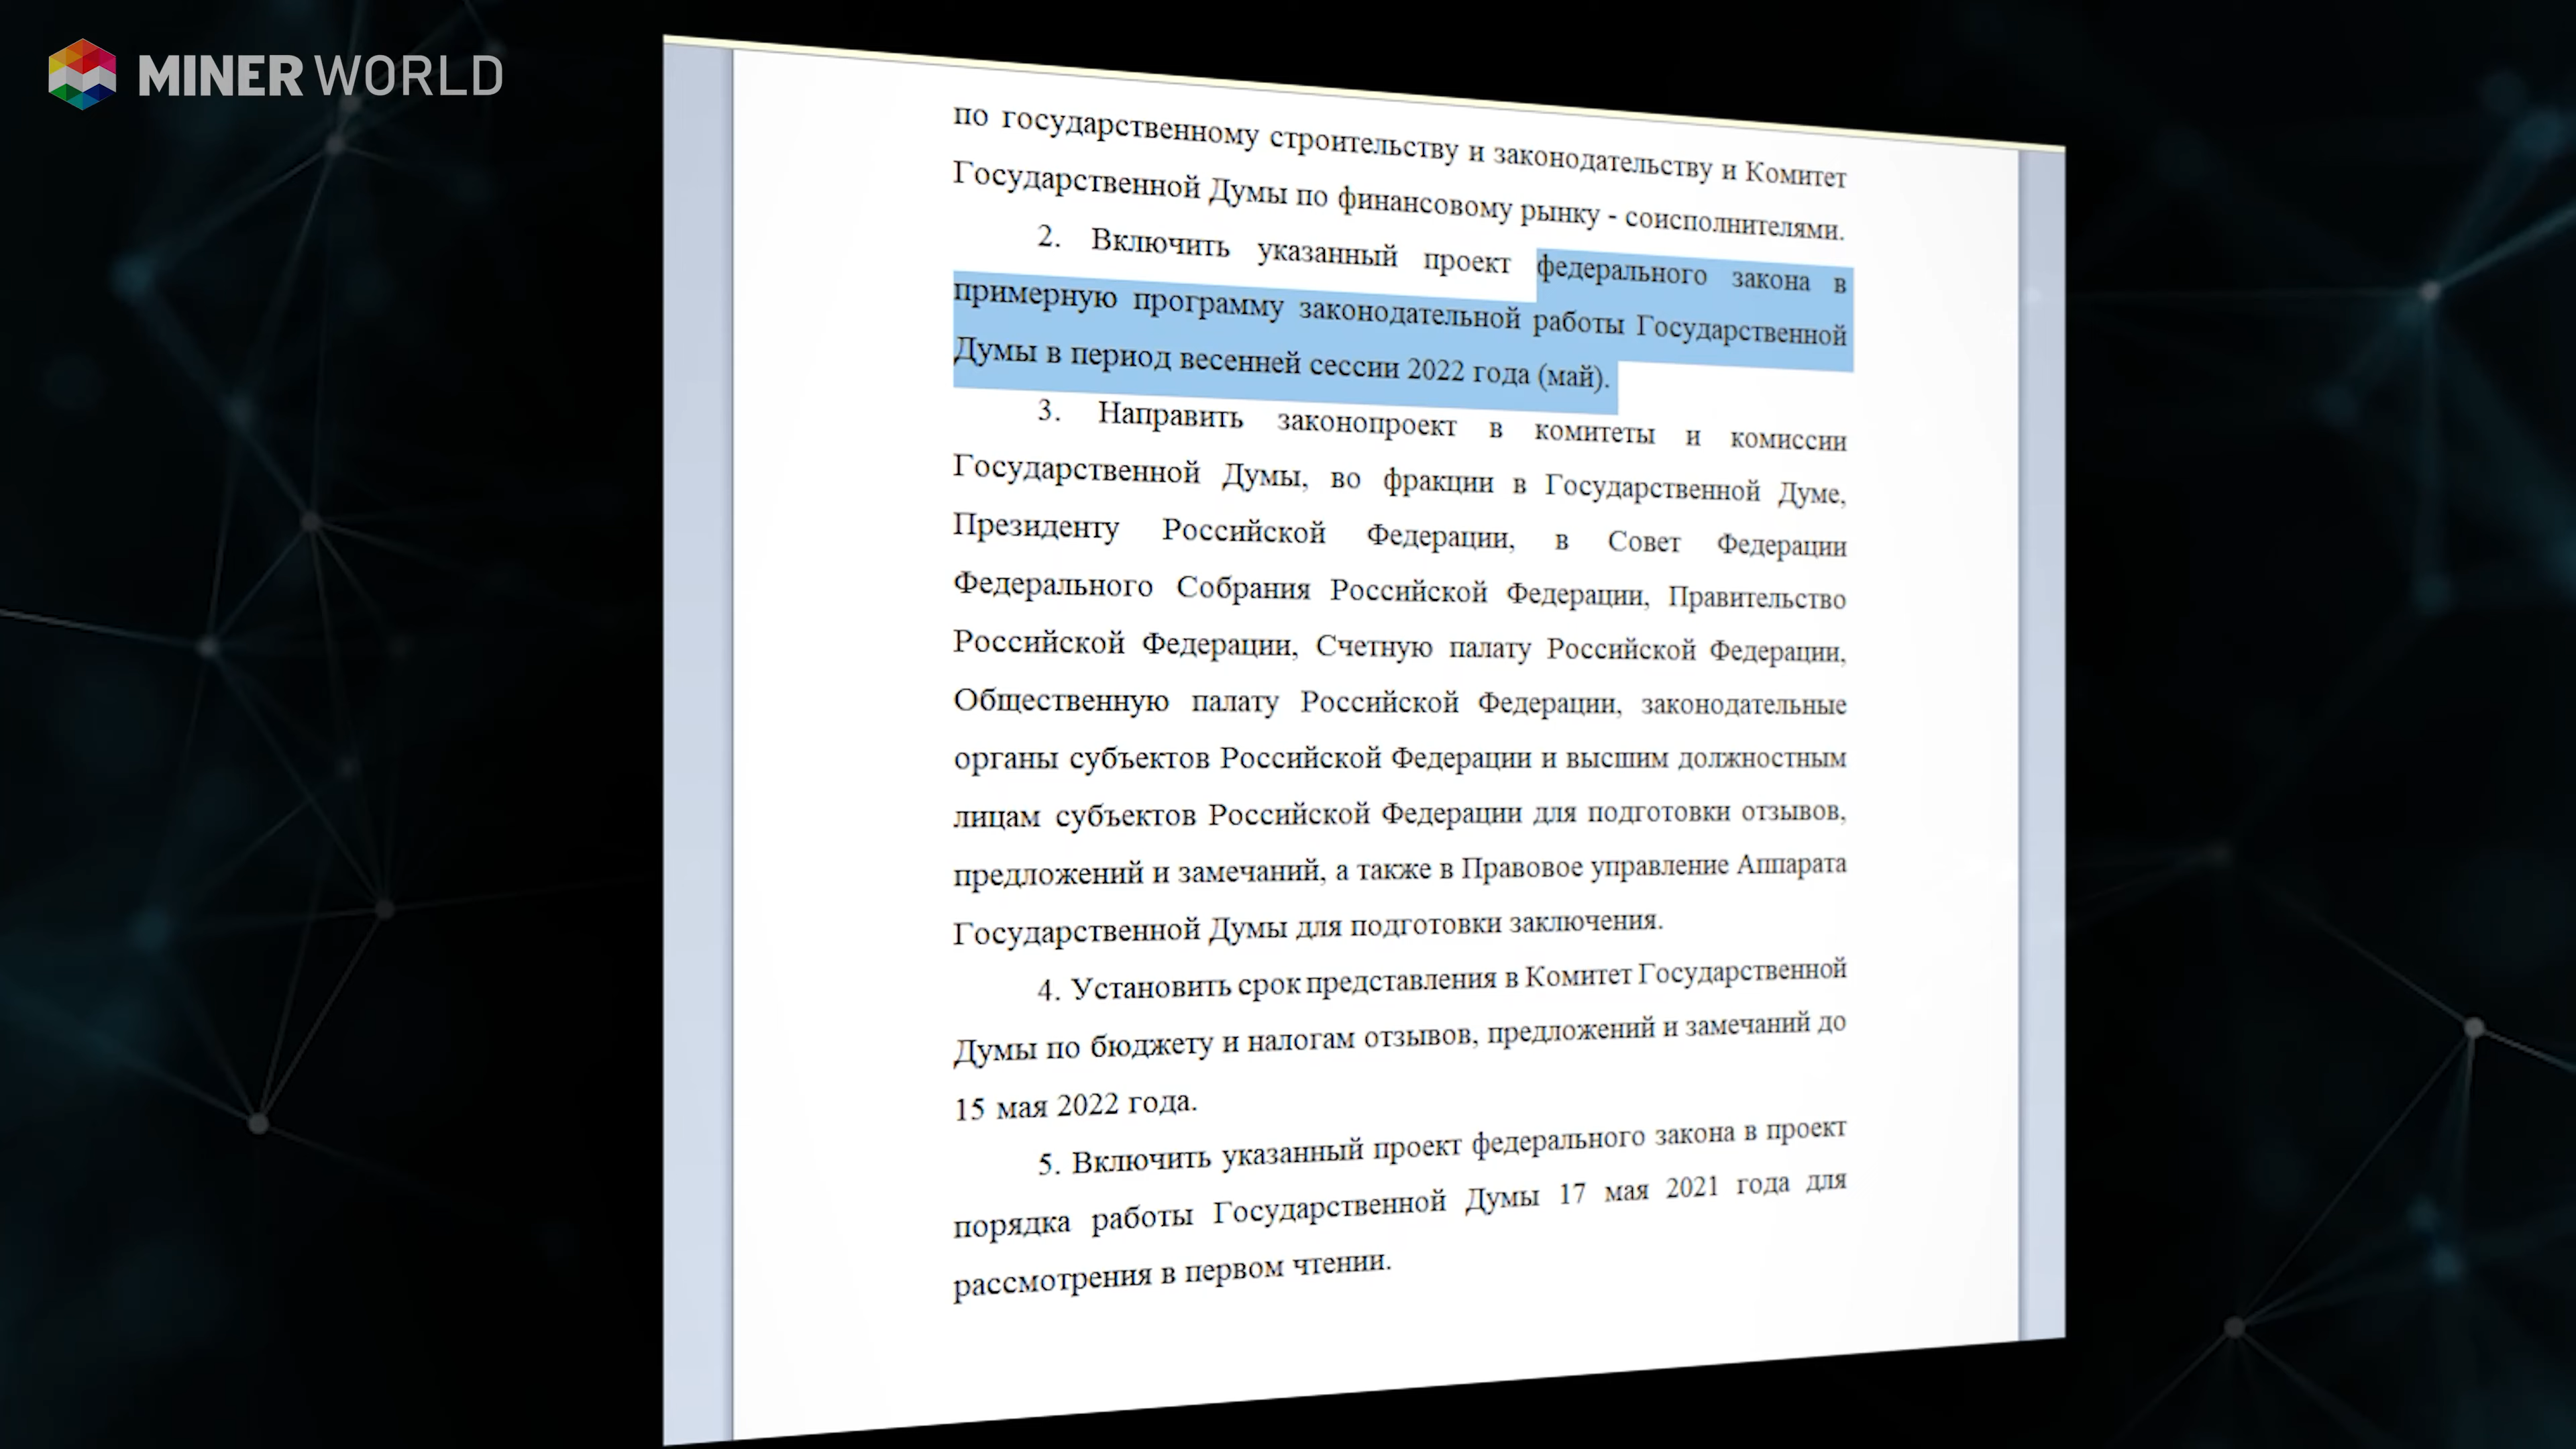 MINER WORLD
по государственному строительству и законодательству и Комитет
Государственной Думы по финансовому рынку - соисполнителями.
2. Включить указанный проект федерального закона в
примерную программу законодательной работы Государственной
Думы в период весенней сессии 2022 года (май).
3. Направить законопроект в комитеты и комиссии
Государственной Думы, во фракции в Государственной Думе,
Президенту Российской Федерации, в Совет Федерации
Федерального Собрания Российской Федерации, Правительство
Российской Федерации, Счетную палату Российской Федерации,
Общественную палату Российской Федерации, законодательные
органы субъектов Российской Федерации и высшим должностным
лицам субъектов Российской Федерации для подготовки отзывов,
предложений и замечаний, а также в Правовое управление Аппарата
Государственной Думы для подготовки заключения.
4. Установить срок представления в Комитет Государственной
Думы по бюджету и налогам отзывов, предложений и замечаний до
15 мая 2022 года.
5. Включить указанный проект федерального закона в проект
порядка работы Государственной Думы 17 мая 2021 года для
рассмотрения в первом чтении.